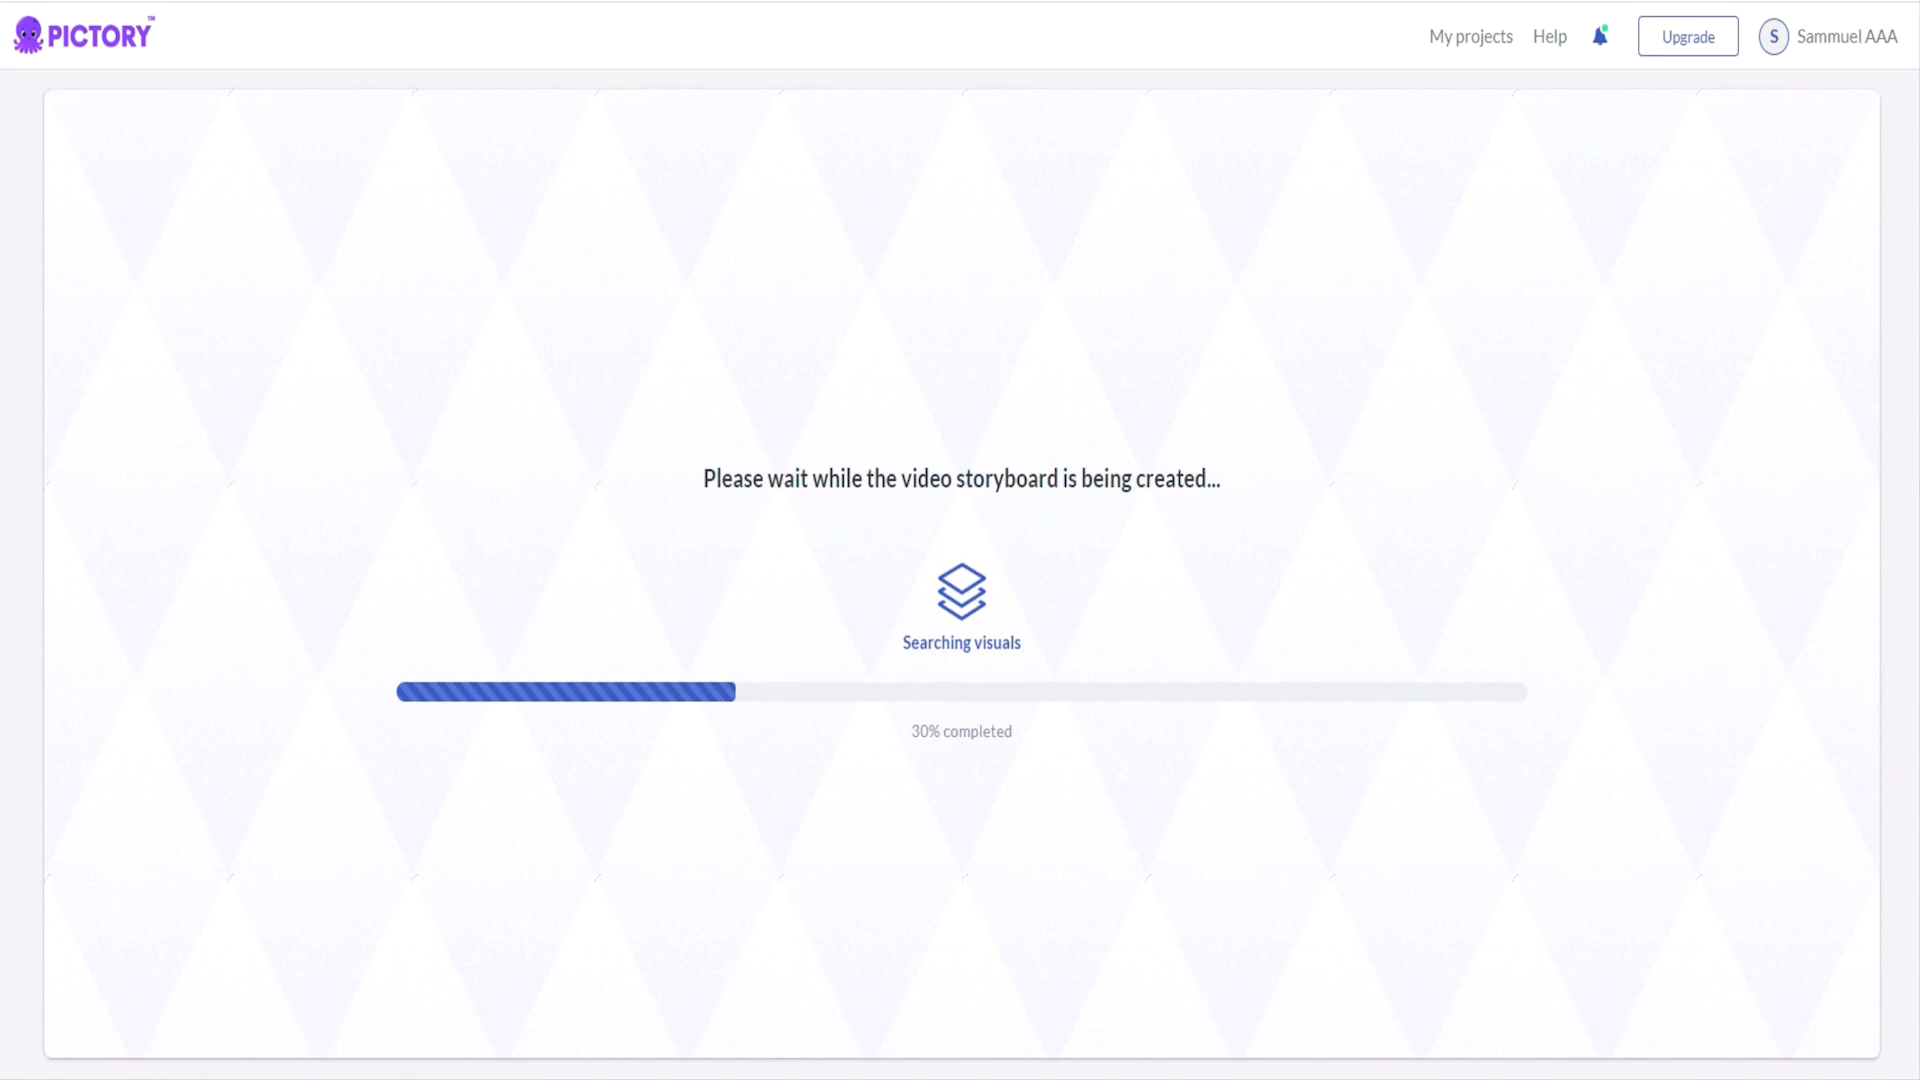 PICTORY™
My projects
Help
Upgrade
S
Sammuel AAA
Please wait while the video storyboard is being created...
Searching visuals
30% completed